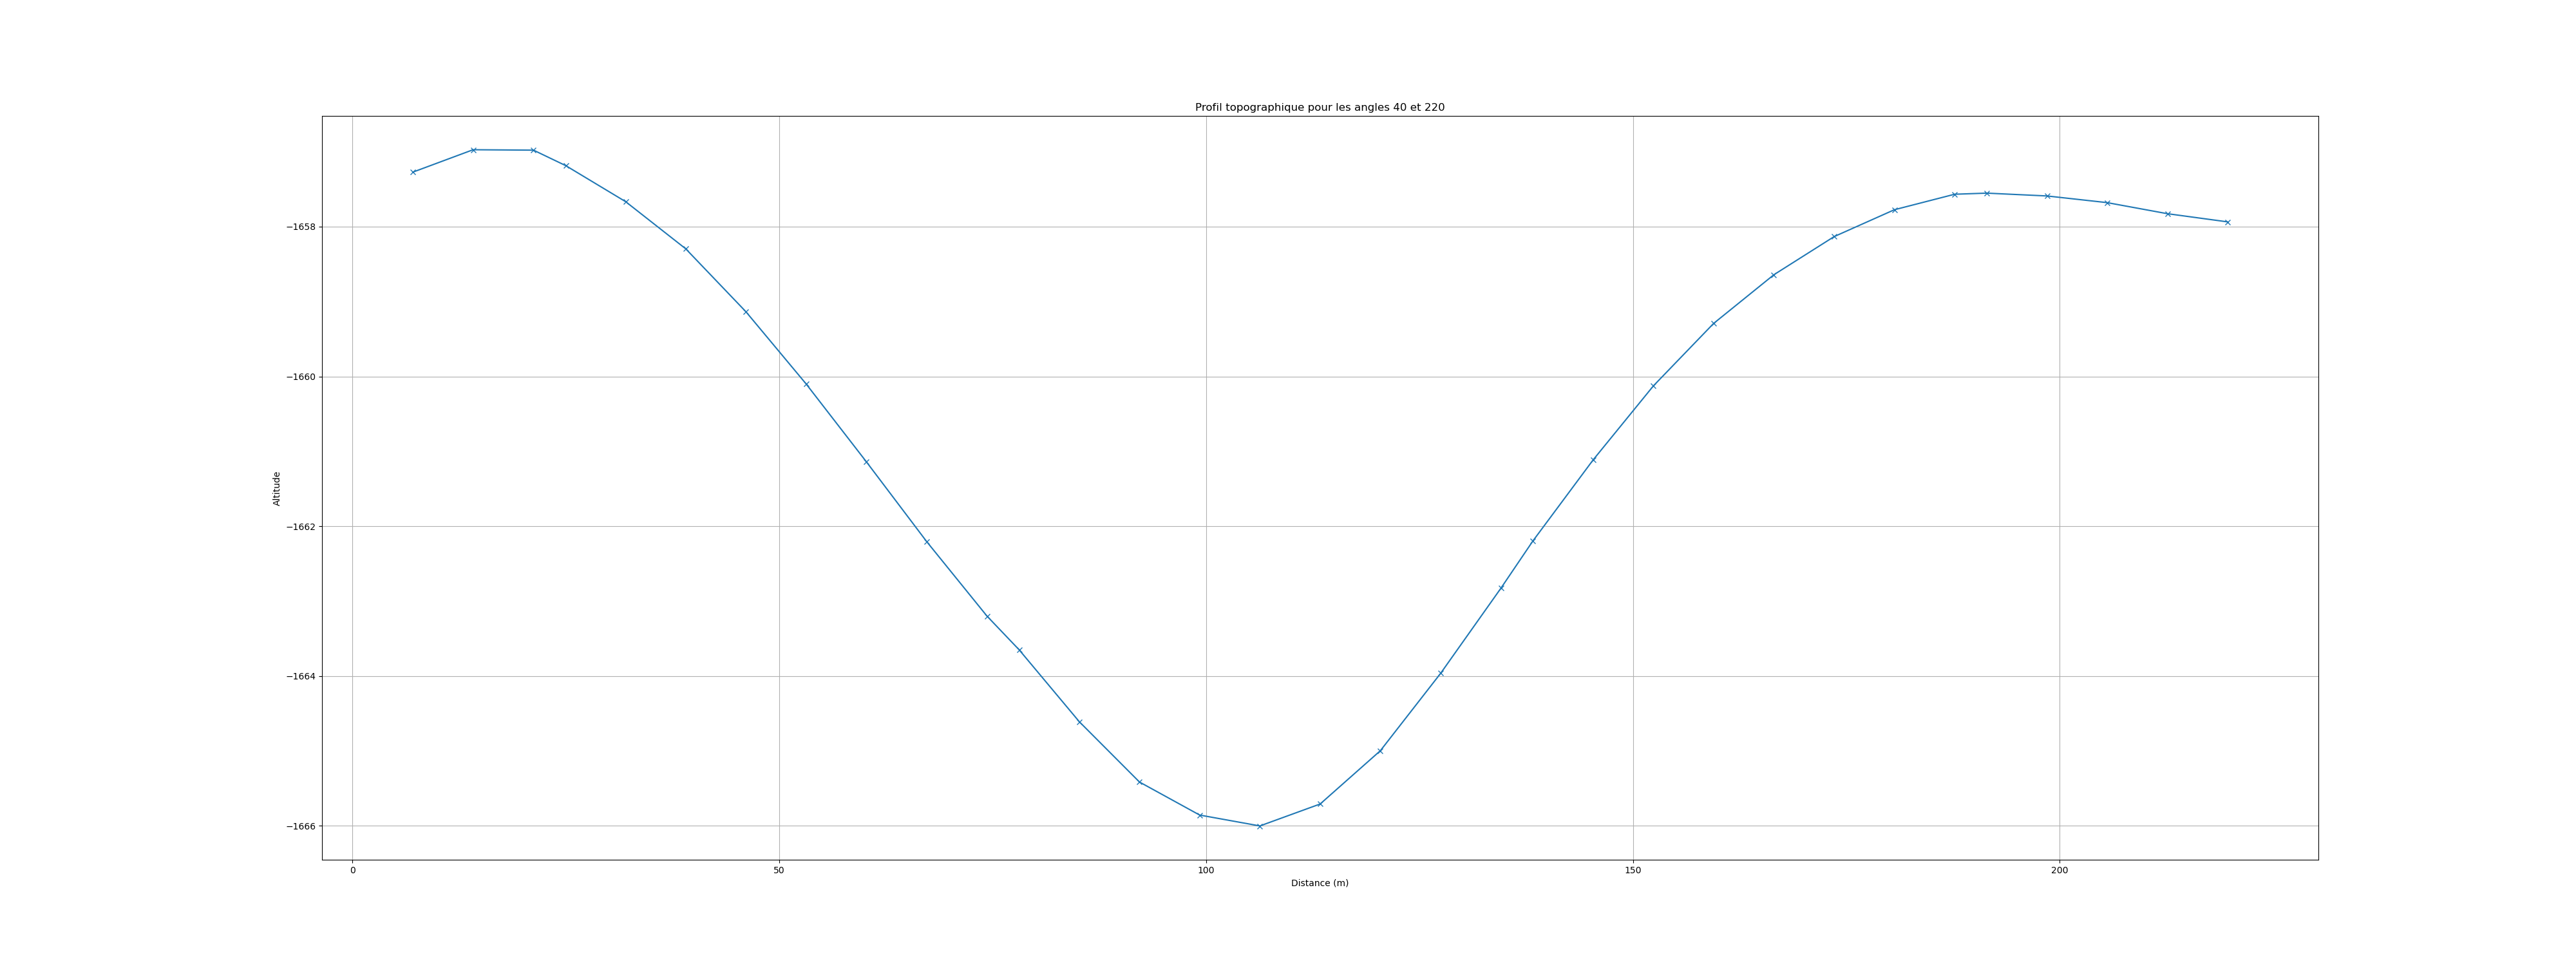 Profil topographique pour les angles 40 et 220
Altitude
−1658
−1660
−1662
−1664
−1666
0 50 100 150 200
Distance (m)